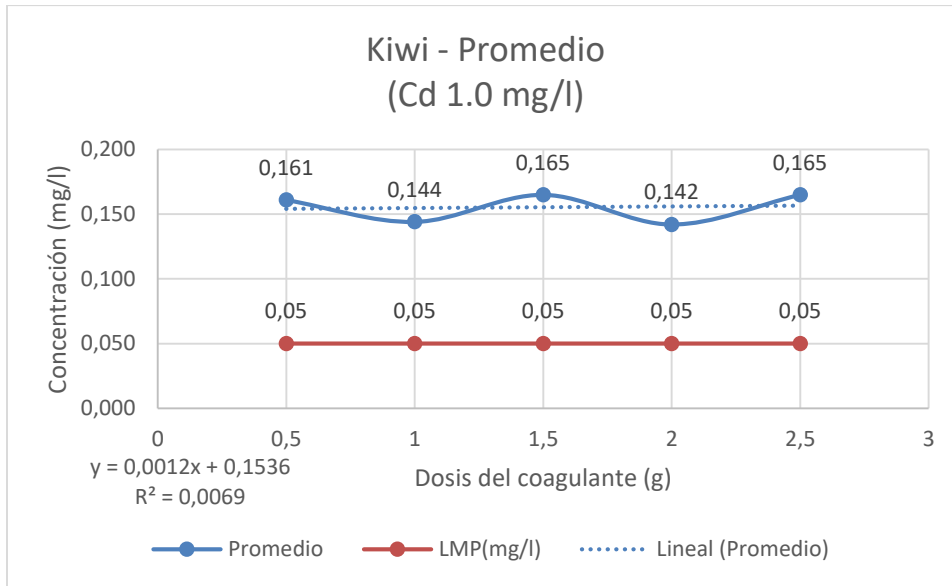 Kiwi - Promedio
(Cd 1.0 mg/l)
Concentración (mg/l)
0,200
0,150
0,100
0,050
0,000
0,161
0,144
0,165
0,142
0,165
0,05
0,05
0,05
0,05
0,05
0
0,5
1
1,5
2
2,5
3
y = 0,0012x + 0,1536
R² = 0,0069
Dosis del coagulante (g)
Promedio
LMP(mg/l)
Lineal (Promedio)